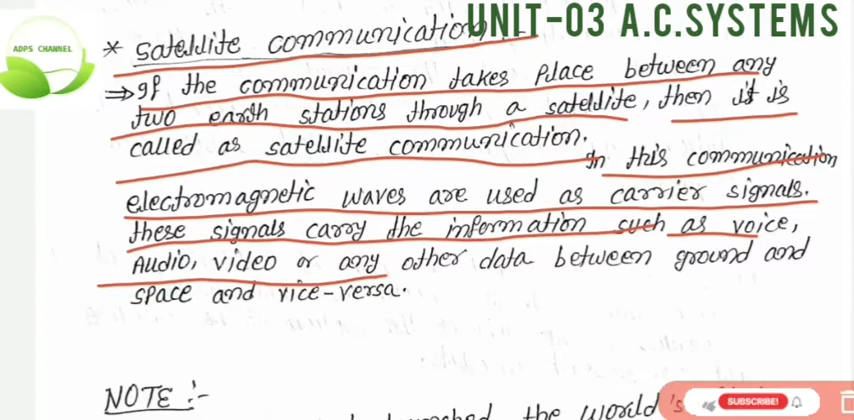 UNIT-03 A.C.SYSTEMS
ADPS CHANNEL
* Satellite communication :-
⇒ If the communication takes place between any
two earth stations through a satellite, then it is
called as satellite communication. In this communication
electromagnetic waves are used as carrier signals.
these signals carry the information such as voice,
Audio, video or any other data between ground and
space and vice-versa.
NOTE :-
the world's
SUBSCRIBE!